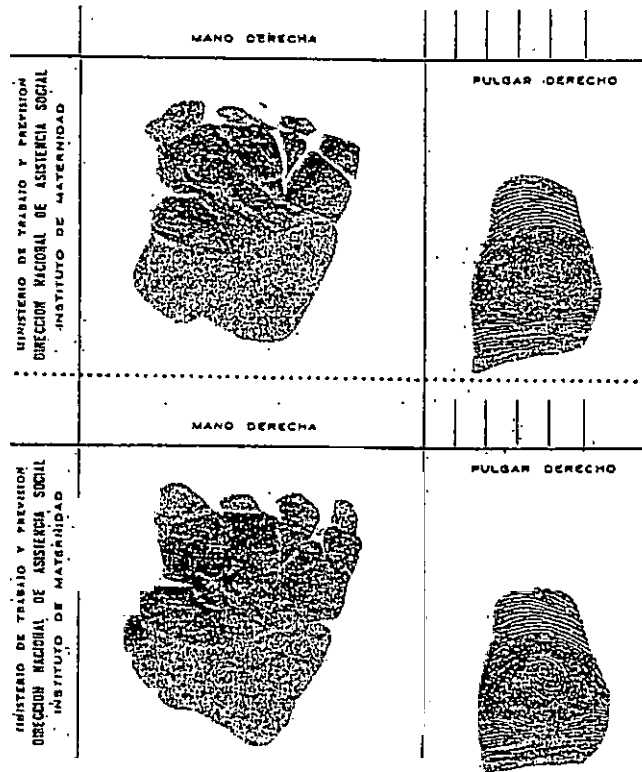 MANO DERECHA
PULGAR DERECHO
MINISTERIO DE TRABAJO Y PREVISION
DIRECCION NACIONAL DE ASISTENCIA SOCIAL
INSTITUTO DE MATERNIDAD
MANO DERECHA
PULGAR DERECHO
MINISTERIO DE TRABAJO Y PREVISION
DIRECCION NACIONAL DE ASISTENCIA SOCIAL
INSTITUTO DE MATERNIDAD